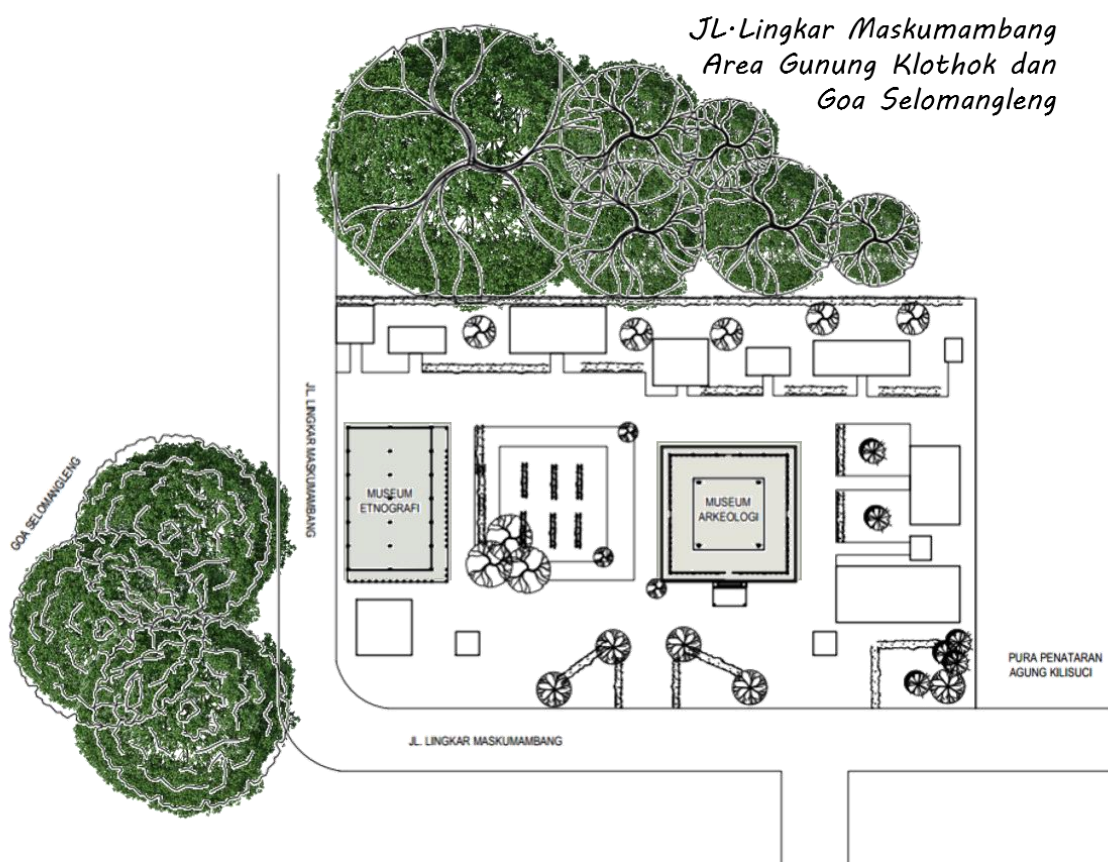 JL.Lingkar Maskumambang
Area Gunung Klothok dan
Goa Selomangleng
JL. LINGKAR MASKUMAMBANG
GOA SELOMANGLENG
MUSEUM
ETNOGRAFI
MUSEUM
ARKEOLOGI
PURA PENATARAN
AGUNG KILISUCI
JL. LINGKAR MASKUMAMBANG